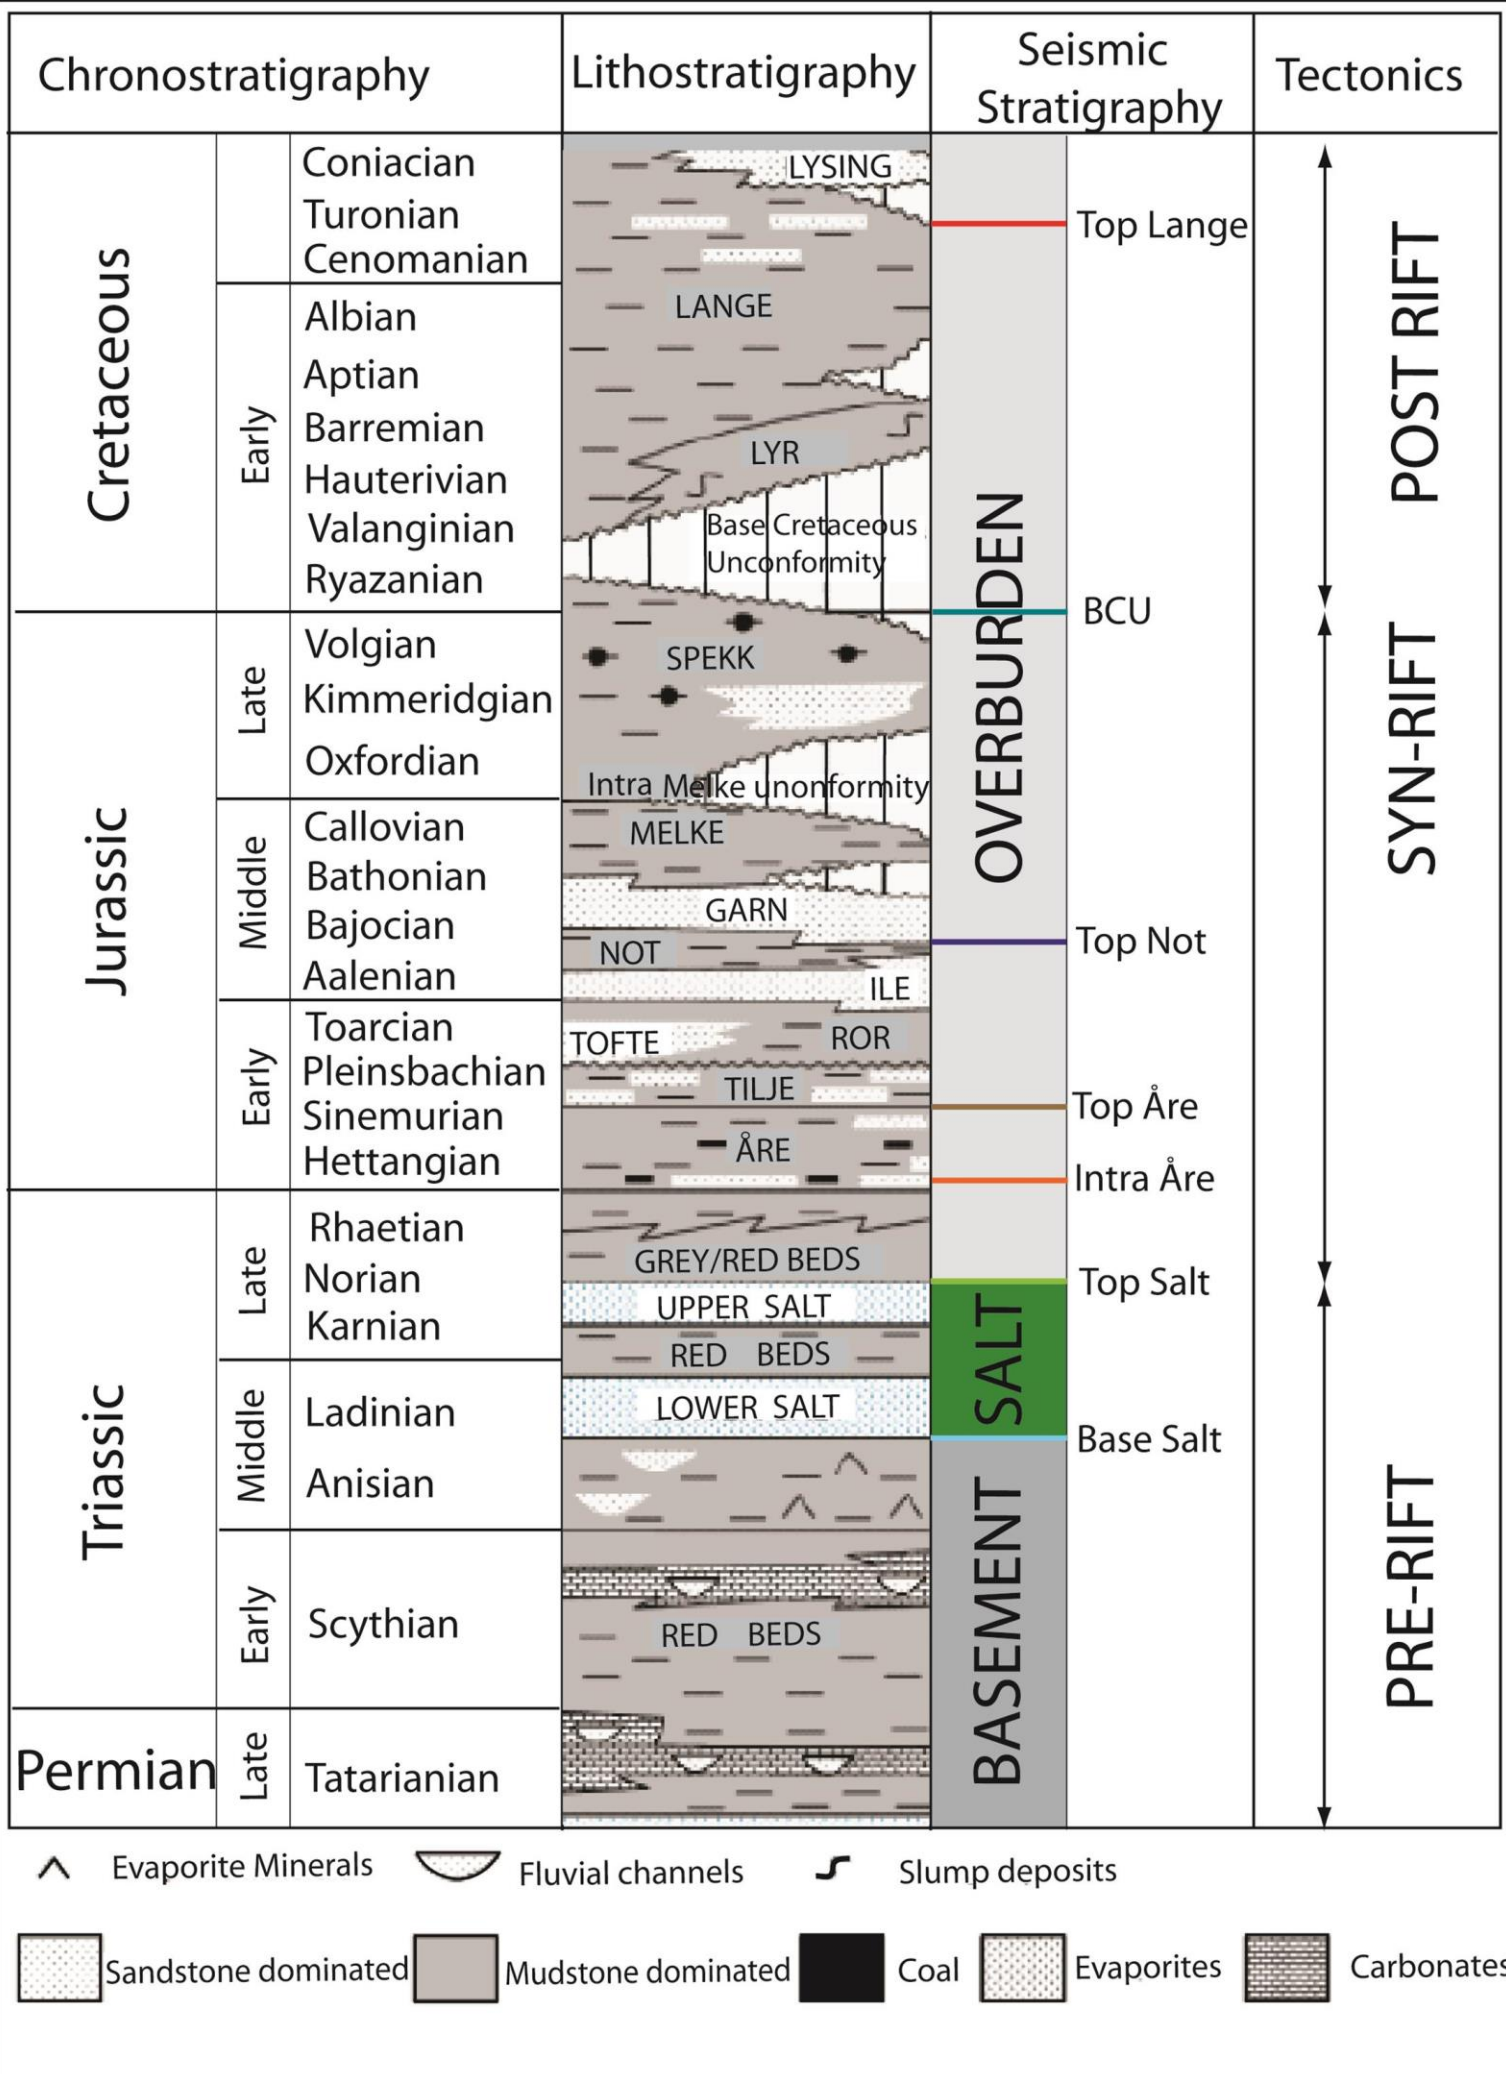 Chronostratigraphy
Lithostratigraphy
Seismic
Stratigraphy
Tectonics
Cretaceous
Coniacian
Turonian
Cenomanian
Early
Albian
Aptian
Barremian
Hauterivian
Valanginian
Ryazanian
Jurassic
Late
Volgian
Kimmeridgian
Oxfordian
Middle
Callovian
Bathonian
Bajocian
Aalenian
Early
Toarcian
Pleinsbachian
Sinemurian
Hettangian
Triassic
Late
Rhaetian
Norian
Karnian
Middle
Ladinian
Anisian
Early
Scythian
Permian
Late
Tatarianian
LYSING
LANGE
LYR
Base Cretaceous
Unconformity
SPEKK
Intra Melke unonformity
MELKE
GARN
NOT
ILE
TOFTE
ROR
TILJE
ÅRE
GREY/RED BEDS
UPPER SALT
RED BEDS
LOWER SALT
RED BEDS
OVERBURDEN
SALT
BASEMENT
Top Lange
BCU
Top Not
Top Åre
Intra Åre
Top Salt
Base Salt
POST RIFT
SYN-RIFT
PRE-RIFT
Evaporite Minerals
Fluvial channels
Slump deposits
Sandstone dominated
Mudstone dominated
Coal
Evaporites
Carbonates